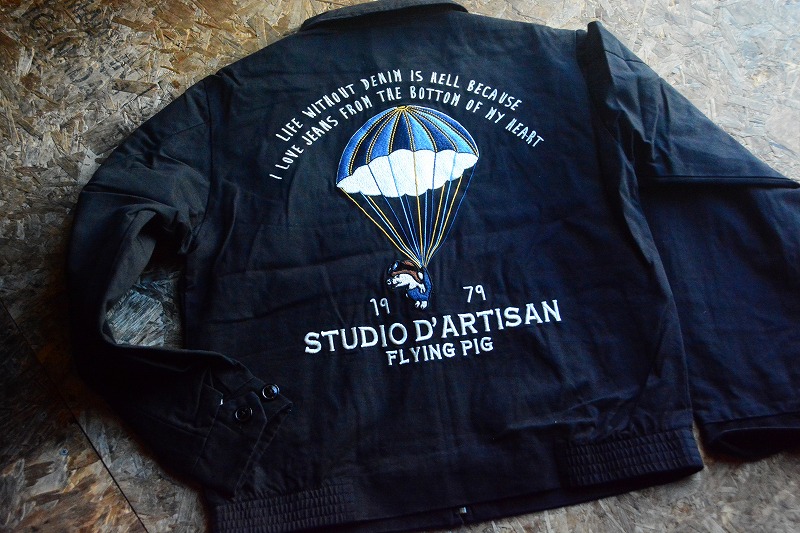 LIFE WITHOUT DENIM IS HELL BECAUSE
I LOVE JEANS FROM THE BOTTOM OF MY HEART
19 79
STUDIO D'ARTISAN
FLYING PIG